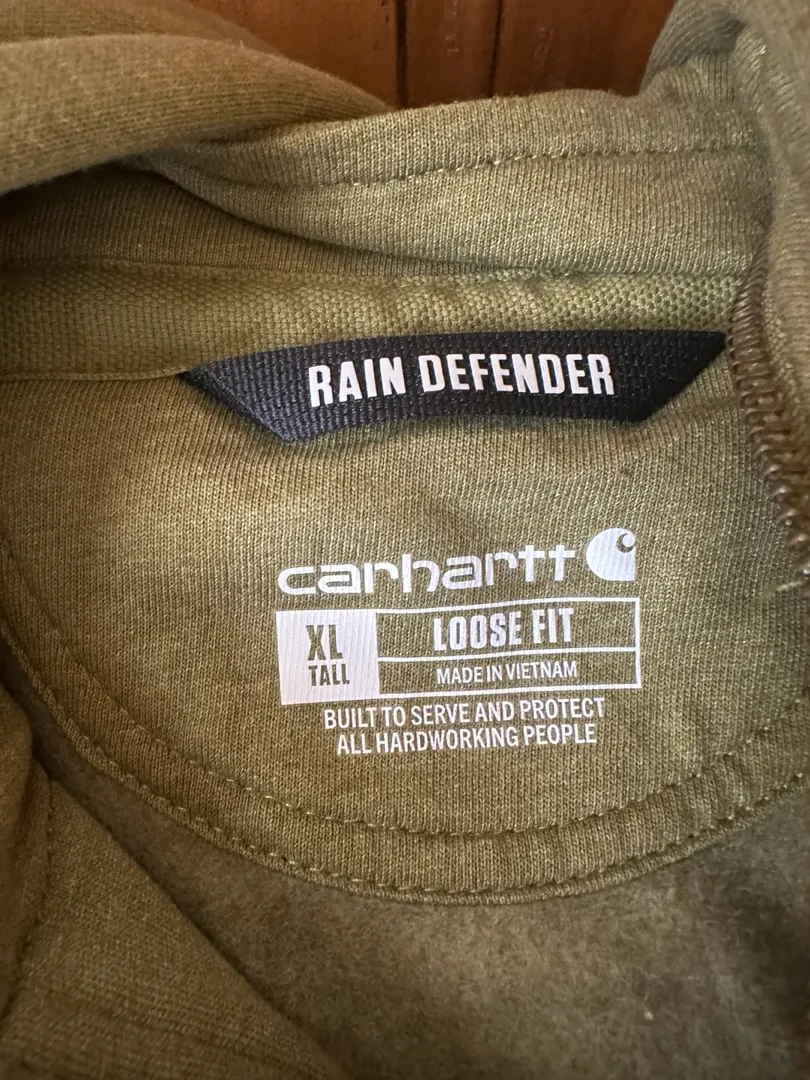 RAIN DEFENDER
carhartt
XL
TALL
LOOSE FIT
MADE IN VIETNAM
BUILT TO SERVE AND PROTECT
ALL HARDWORKING PEOPLE